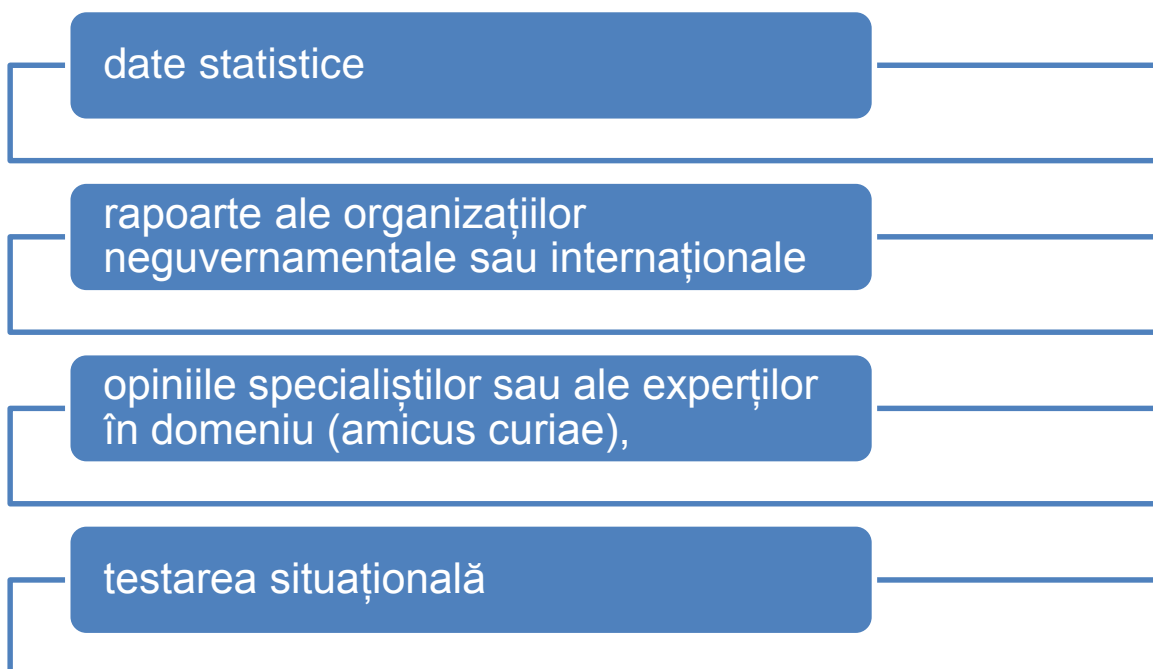 date statistice
rapoarte ale organizațiilor
neguvernamentale sau internaționale
opiniile specialiștilor sau ale experților
în domeniu (amicus curiae),
testarea situațională